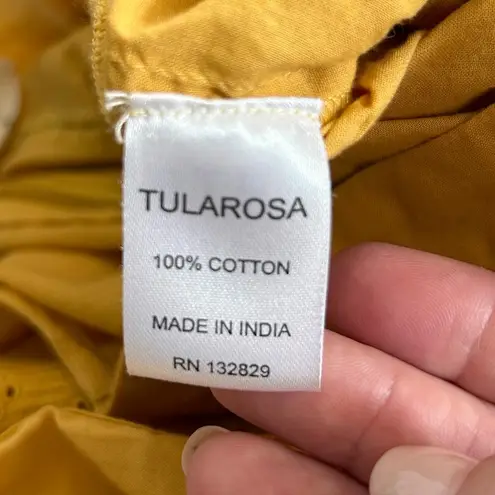 TULAROSA
100% COTTON
MADE IN INDIA
RN 132829